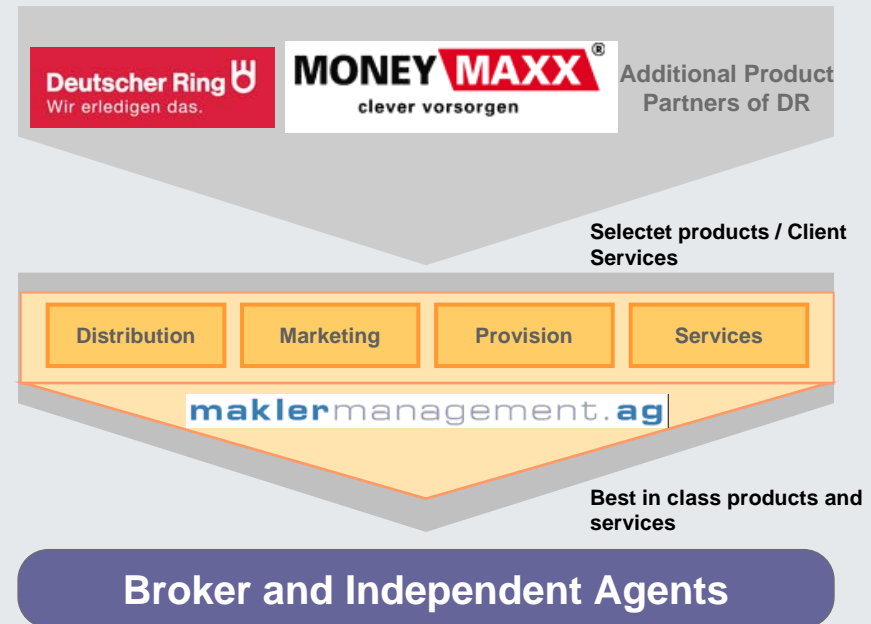 Deutscher Ring
Wir erledigen das.
MONEY MAXX®
clever vorsorgen
Additional Product
Partners of DR
Selectet products / Client
Services
Distribution
Marketing
Provision
Services
maklermanagement.ag
Best in class products and
services
Broker and Independent Agents